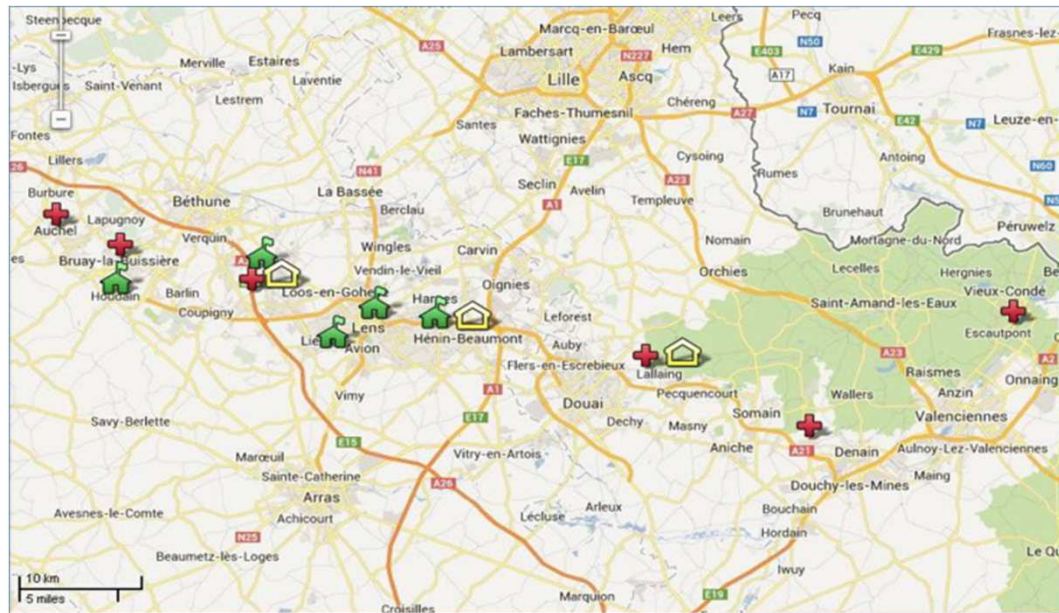 Steenbecque
Marcq-en-Barœul
Leers
Pecq
Frasnes-lez-
E403
N50
E429
A25
Lambersart
N227
Hem
-Lys
Merville
Estaires
Isbergues
Saint-Venant
Laventie
Lille
Ascq
A17
Kain
Lestrem
Chéreng
A27
Tournai
Faches-Thumesnil
N7
E42
N7
Leuze-en-
Fontes
Santes
Wattignies
Lillers
E17
Cysoing
Antoing
N60
26
N41
Seclin
A23
Rumes
Burbure
La Bassée
Avelin
Templeuve
Béthune
Berclau
A1
Brunehaut
Péruwelz
Auchel
Lapugnoy
Verquin
Wingles
Carvin
Nomain
Mortagne-du-Nord
Bruay-la-Buissière
Vendin-le-Vieil
Orchies
Lecelles
Hergnies
Oignies
Vieux-Condé
Houdain
Barlin
Loos-en-Gohelle
Harnes
Saint-Amand-les-Eaux
Coupigny
Leforest
Escautpont
Lens
Avion
Hénin-Beaumont
Auby
A23
A2
Flers-en-Escrebieux
Lallaing
Raismes
Onnaing
Vimy
A1
Pecquencourt
Wallers
Anzin
Douai
Somain
Valenciennes
Savy-Berlette
E17
Dechy
Masny
E15
Aniche
A21
Denain
Aulnoy-Lez-Valenciennes
Marœuil
Vitry-en-Artois
Maing
Sainte-Catherine
A26
Douchy-les-Mines
Arras
Avesnes-le-Comte
Achicourt
Lécluse
Arleux
Bouchain
Hordain
N25
Beaumetz-lès-Loges
Le Qu
10 km
Iwuy
5 miles
Croisilles
Marquion
E19